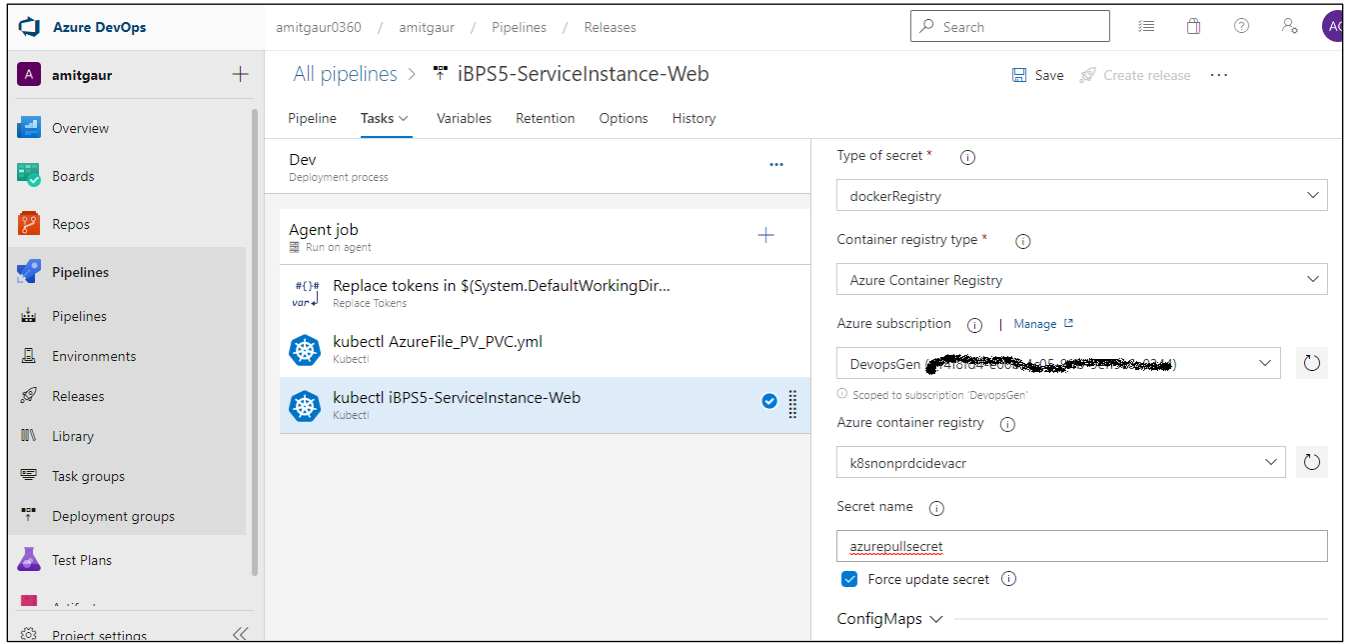 Azure DevOps
amitgaur0360 / amitgaur / Pipelines / Releases
Search
AG
A amitgaur
All pipelines > iBPS5-ServiceInstance-Web
Save Create release ...
Overview
Boards
Repos
Pipelines
Pipelines
Environments
Releases
Library
Task groups
Deployment groups
Test Plans
Project settings
Pipeline Tasks Variables Retention Options History
Dev
Deployment process
Agent job
Run on agent
#{}#
var
Replace tokens in $(System.DefaultWorkingDir...
Replace Tokens
kubectl AzureFile_PV_PVC.yml
Kubectl
kubectl iBPS5-ServiceInstance-Web
Kubectl
Type of secret *
dockerRegistry
Container registry type *
Azure Container Registry
Azure subscription | Manage
DevopsGen (
Scoped to subscription 'DevopsGen'
Azure container registry
k8snonprdcidevacr
Secret name
azurepullsecret
Force update secret
ConfigMaps